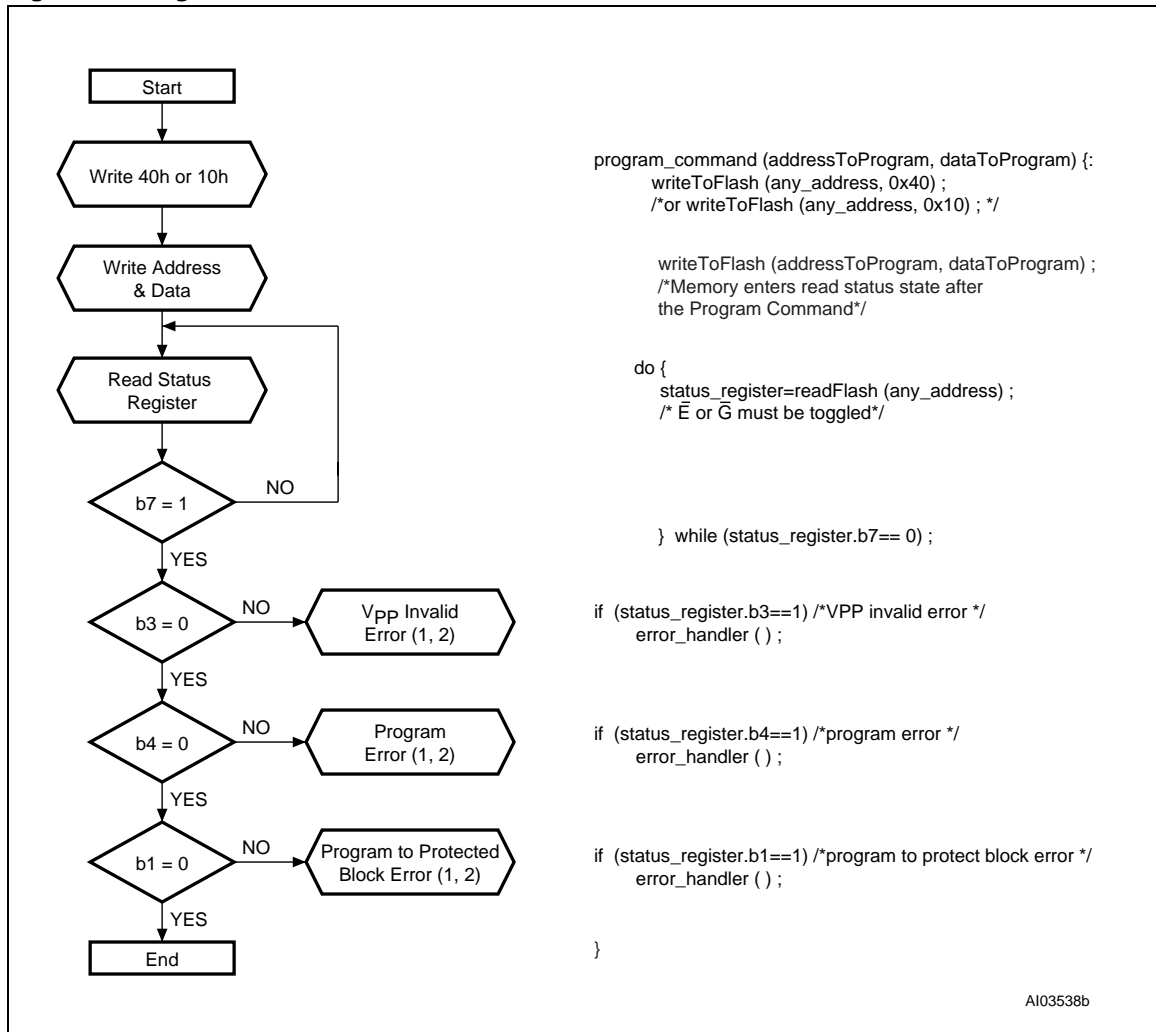 Start
Write 40h or 10h
Write Address
& Data
Read Status
Register
b7 = 1
NO
YES
b3 = 0
NO
VPP Invalid
Error (1, 2)
YES
b4 = 0
NO
Program
Error (1, 2)
YES
b1 = 0
NO
Program to Protected
Block Error (1, 2)
YES
End
program_command (addressToProgram, dataToProgram) {:
writeToFlash (any_address, 0x40) ;
/*or writeToFlash (any_address, 0x10) ; */
writeToFlash (addressToProgram, dataToProgram) ;
/*Memory enters read status state after
the Program Command*/
do {
status_register=readFlash (any_address) ;
/* E̅ or G̅ must be toggled*/
} while (status_register.b7== 0) ;
if (status_register.b3==1) /*VPP invalid error */
error_handler ( ) ;
if (status_register.b4==1) /*program error */
error_handler ( ) ;
if (status_register.b1==1) /*program to protect block error */
error_handler ( ) ;
}
AI03538b